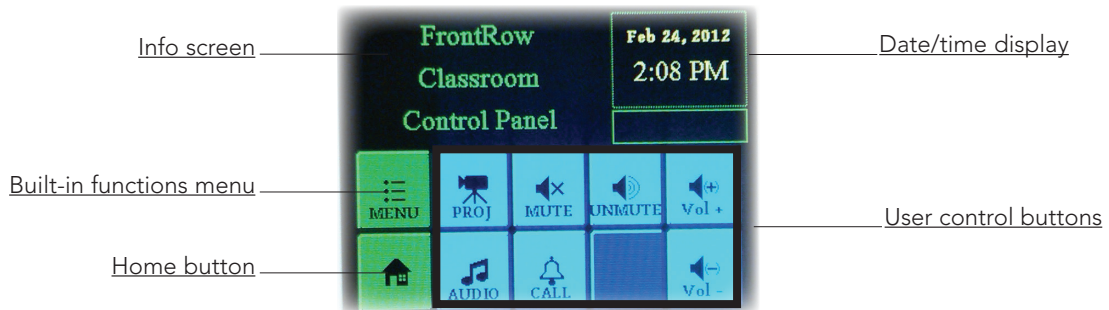 Info screen
FrontRow
Classroom
Control Panel
Feb 24, 2012
2:08 PM
Date/time display
Built-in functions menu
MENU
PROJ
MUTE
UNMUTE
Vol +
User control buttons
Home button
AUDIO
CALL
Vol -